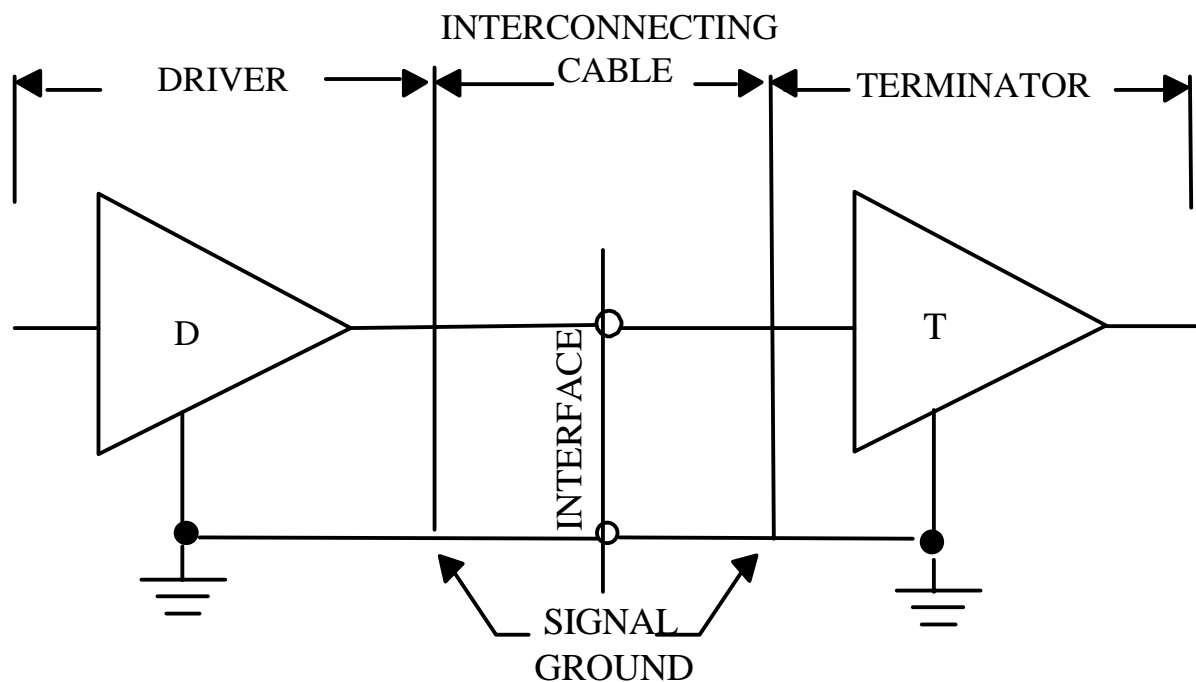 INTERCONNECTING
CABLE
DRIVER
TERMINATOR
D
T
INTERFACE
SIGNAL
GROUND